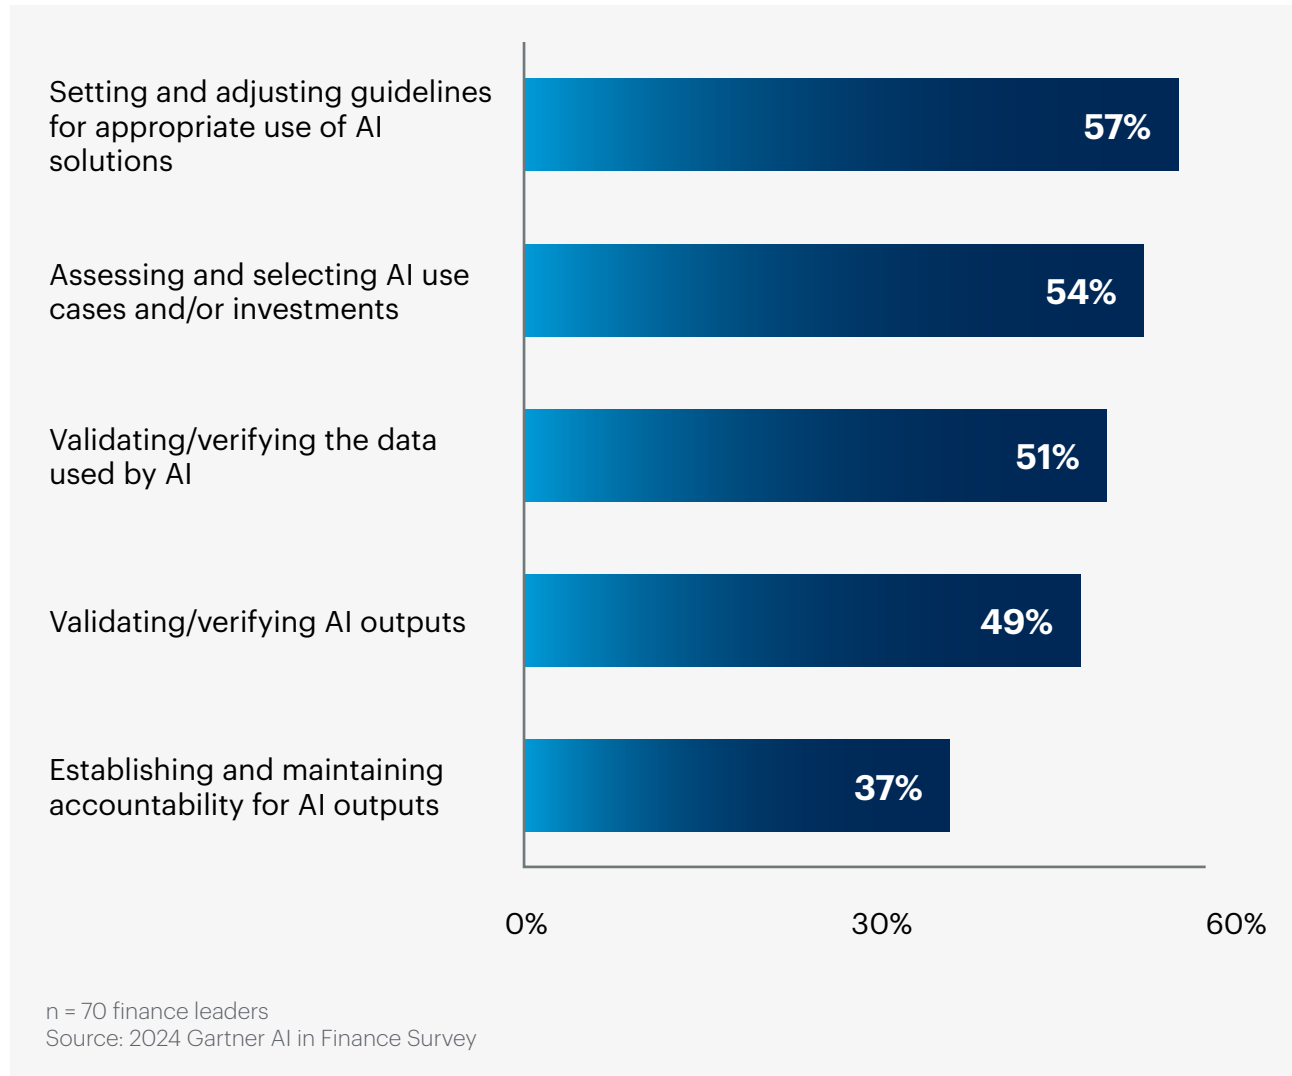 Setting and adjusting guidelines
for appropriate use of AI
solutions
57%
Assessing and selecting AI use
cases and/or investments
54%
Validating/verifying the data
used by AI
51%
Validating/verifying AI outputs
49%
Establishing and maintaining
accountability for AI outputs
37%
0% 30% 60%
n = 70 finance leaders
Source: 2024 Gartner AI in Finance Survey